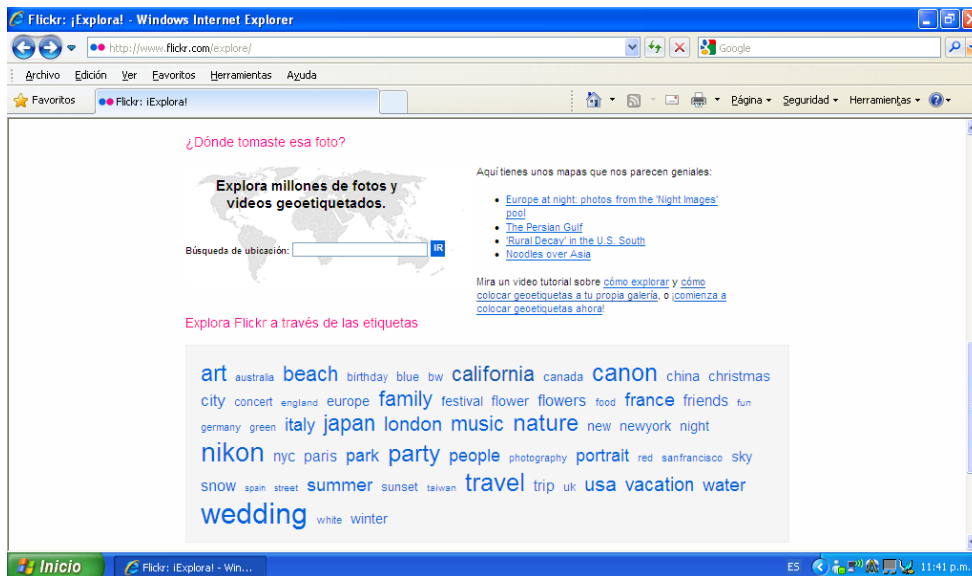 Flickr: ¡Explora! - Windows Internet Explorer
http://www.flickr.com/explore/
Google
Archivo Edición Ver Favoritos Herramientas Ayuda
Favoritos Flickr: ¡Explora! Página Seguridad Herramientas
¿Dónde tomaste esa foto?
Explora millones de fotos y
videos geoetiquetados.
Búsqueda de ubicación: IR
Aquí tienes unos mapas que nos parecen geniales:
Europe at night: photos from the 'Night Images'
pool
The Persian Gulf
'Rural Decay' in the U.S. South
Noodles over Asia
Mira un video tutorial sobre cómo explorar y cómo
colocar geoetiquetas a tu propia galería, o ¡comienza a
colocar geoetiquetas ahora!
Explora Flickr a través de las etiquetas
art australia beach birthday blue bw california canada canon china christmas
city concert england europe family festival flower flowers food france friends fun
germany green italy japan london music nature new newyork night
nikon nyc paris park party people photography portrait red sanfrancisco sky
snow spain street summer sunset taiwan travel trip uk usa vacation water
wedding white winter
Inicio Flickr: ¡Explora! - Win... ES 11:41 p.m.